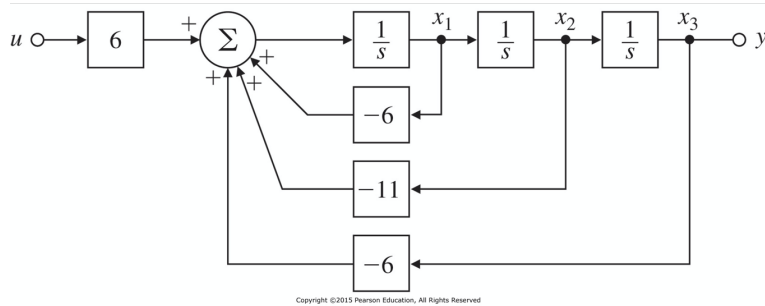 u 6 + Σ 1/s x₁ 1/s x₂ 1/s x₃ y
+ + +
−6
−11
−6
Copyright ©2015 Pearson Education, All Rights Reserved